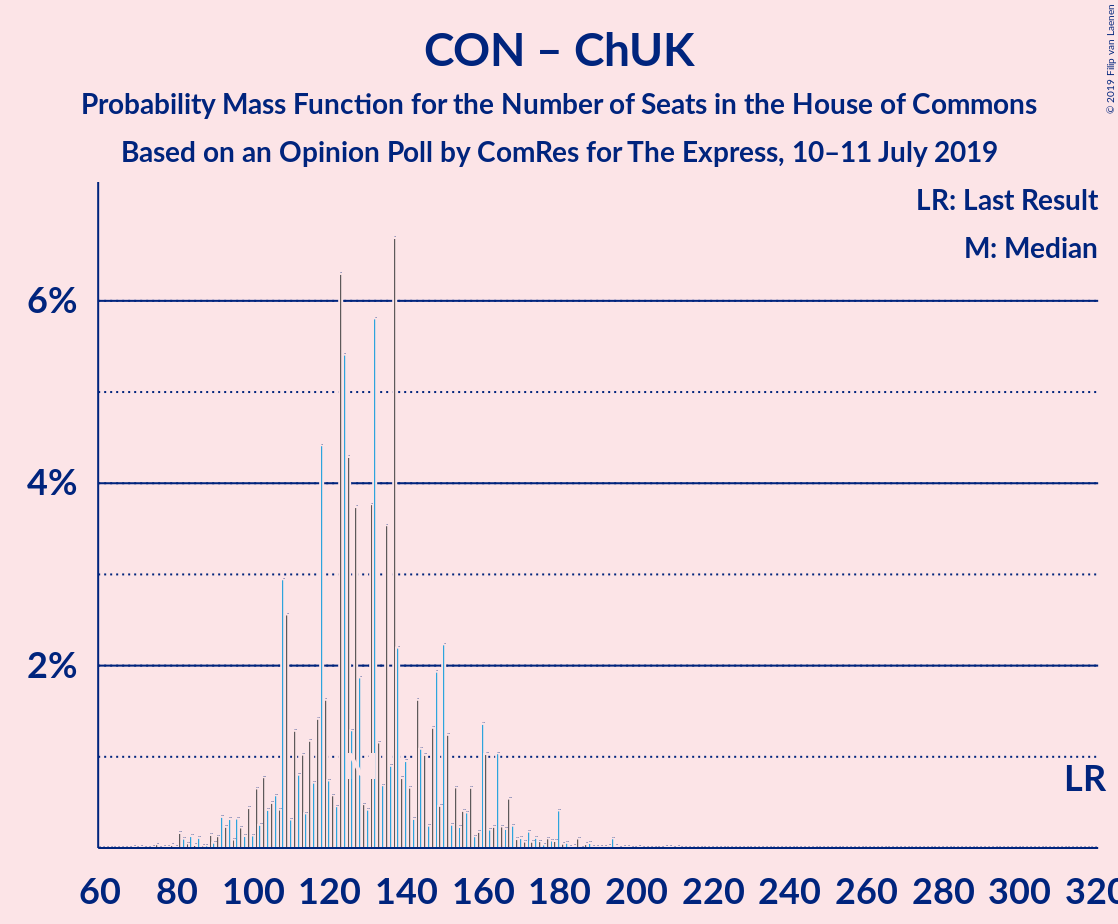 CON – ChUK
Probability Mass Function for the Number of Seats in the House of Commons
Based on an Opinion Poll by ComRes for The Express, 10–11 July 2019
© 2019 Filip van Laenen
LR: Last Result
M: Median
6%
4%
2%
LR
60 80 100 120 140 160 180 200 220 240 260 280 300 320